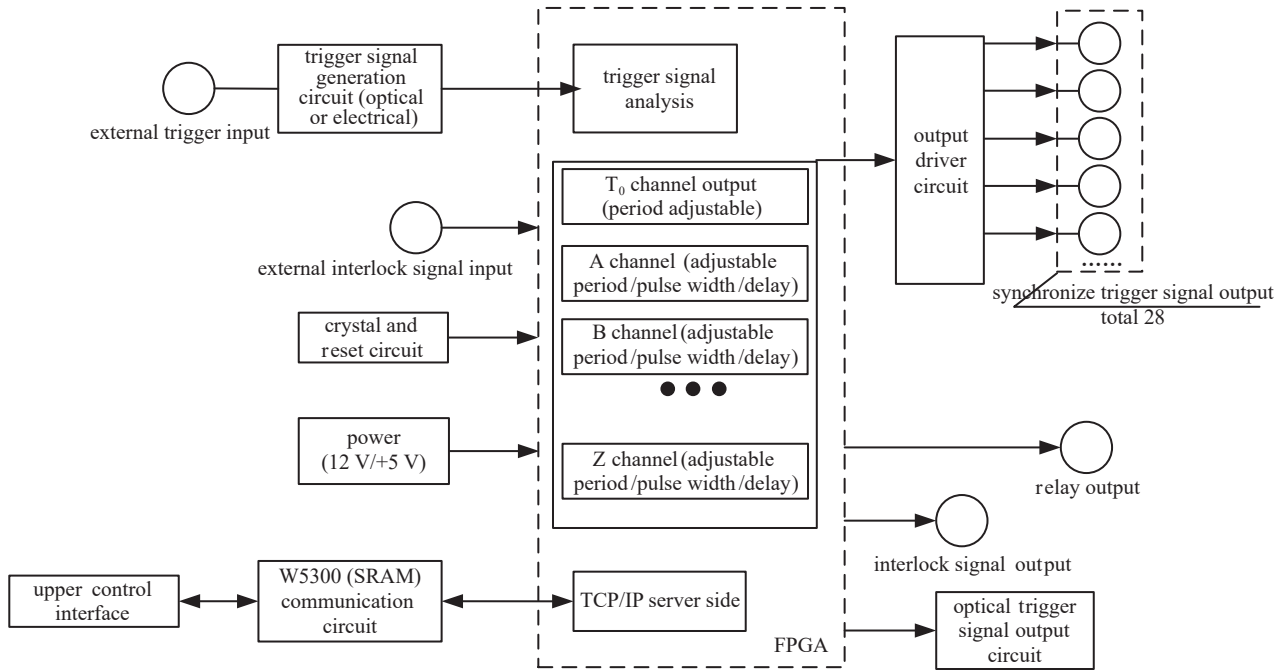 trigger signal
generation
circuit (optical
or electrical)
external trigger input
trigger signal
analysis
output
driver
circuit
T0 channel output
(period adjustable)
external interlock signal input
A channel (adjustable
period/pulse width/delay)
......
synchronize trigger signal output
total 28
crystal and
reset circuit
B channel (adjustable
period/pulse width/delay)
● ● ●
power
(12 V/+5 V)
Z channel (adjustable
period/pulse width/delay)
relay output
interlock signal output
upper control
interface
W5300 (SRAM)
communication
circuit
TCP/IP server side
FPGA
optical trigger
signal output
circuit